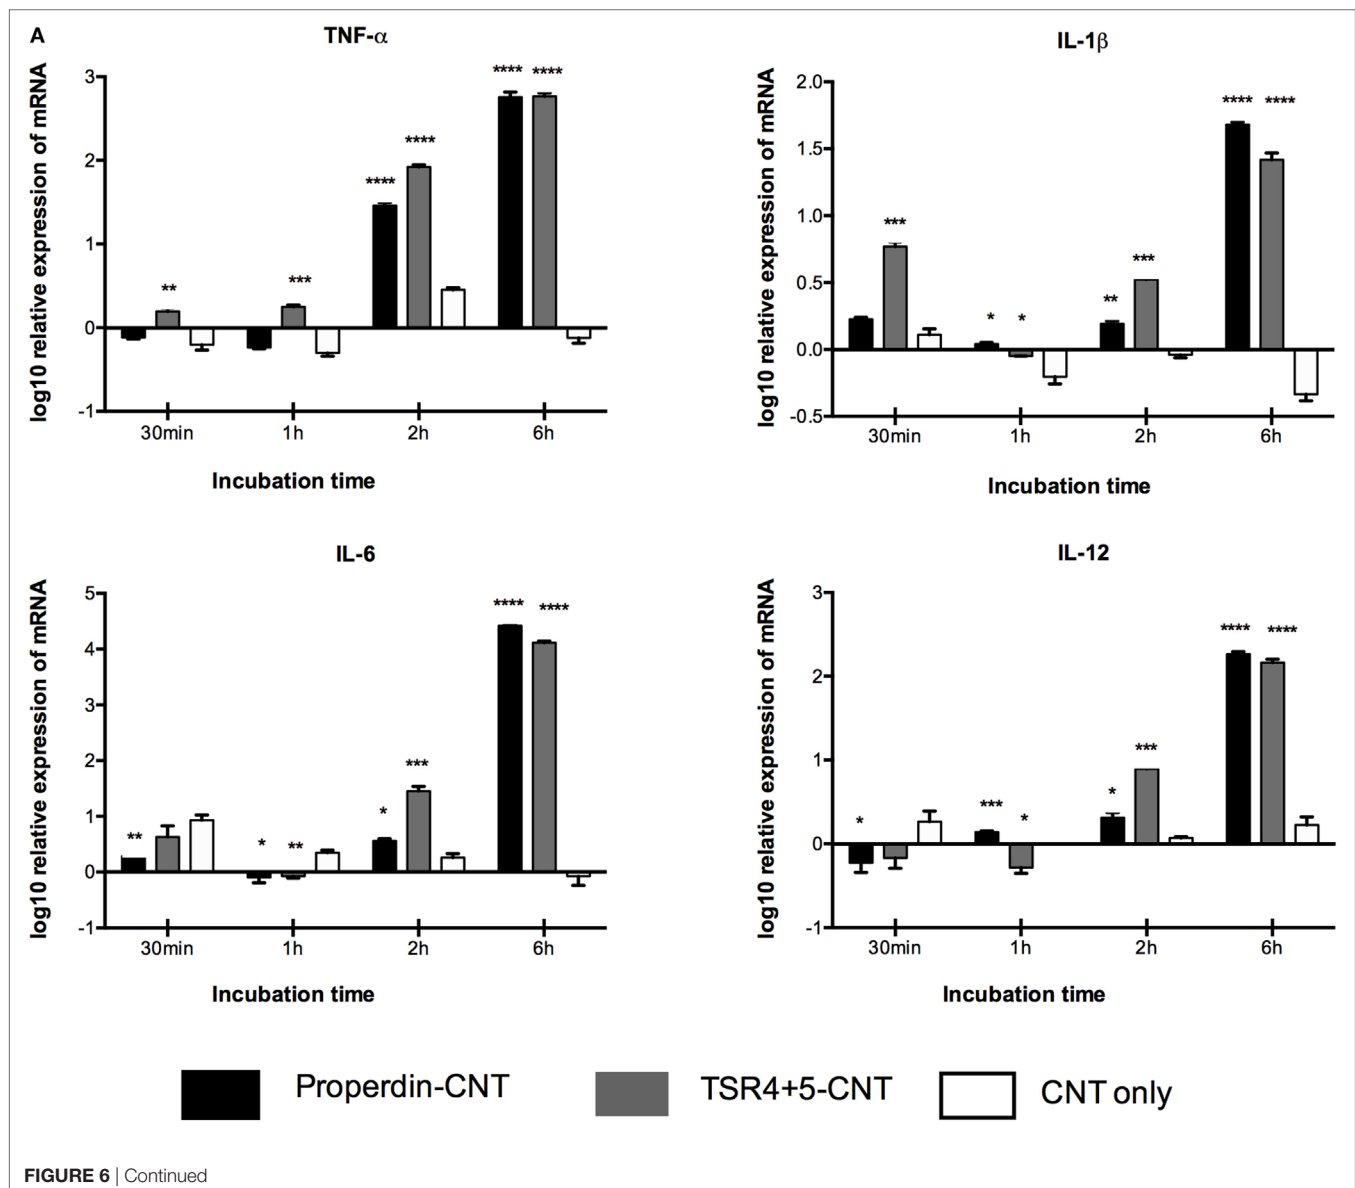 A
TNF-α
log10 relative expression of mRNA
3
2
1
0
-1
**
***
****
****
****
****
30min
1h
2h
6h
Incubation time
IL-1β
log10 relative expression of mRNA
2.0
1.5
1.0
0.5
0.0
-0.5
***
*
*
**
***
****
****
30min
1h
2h
6h
Incubation time
IL-6
log10 relative expression of mRNA
5
4
3
2
1
0
-1
**
*
**
*
***
****
****
30min
1h
2h
6h
Incubation time
IL-12
log10 relative expression of mRNA
3
2
1
0
-1
*
***
*
*
***
****
****
30min
1h
2h
6h
Incubation time
Properdin-CNT
TSR4+5-CNT
CNT only
FIGURE 6 | Continued